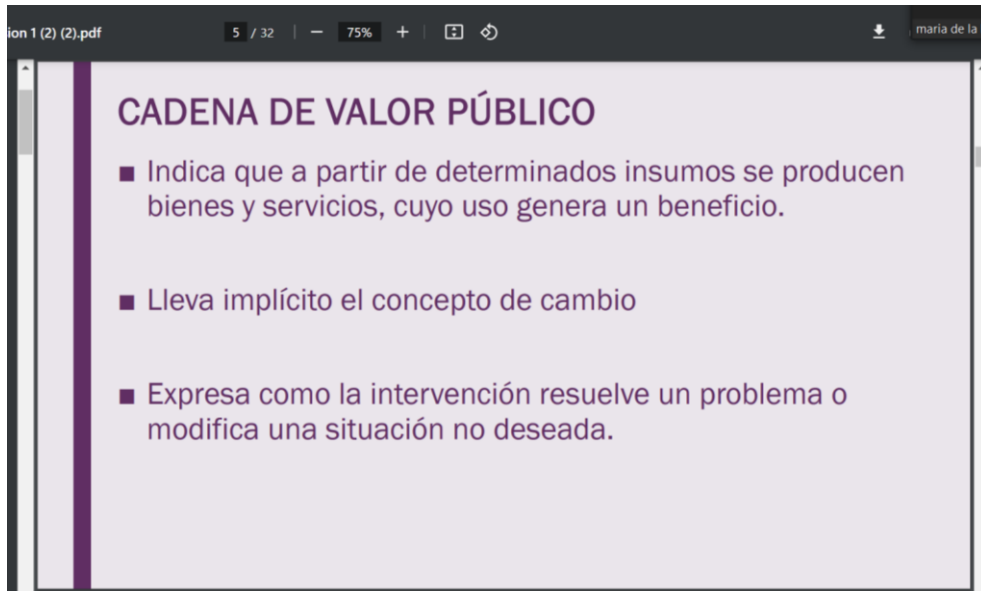 ion 1 (2) (2).pdf
5 / 32
75%
maria de la
CADENA DE VALOR PÚBLICO
■ Indica que a partir de determinados insumos se producen
bienes y servicios, cuyo uso genera un beneficio.
■ Lleva implícito el concepto de cambio
■ Expresa como la intervención resuelve un problema o
modifica una situación no deseada.